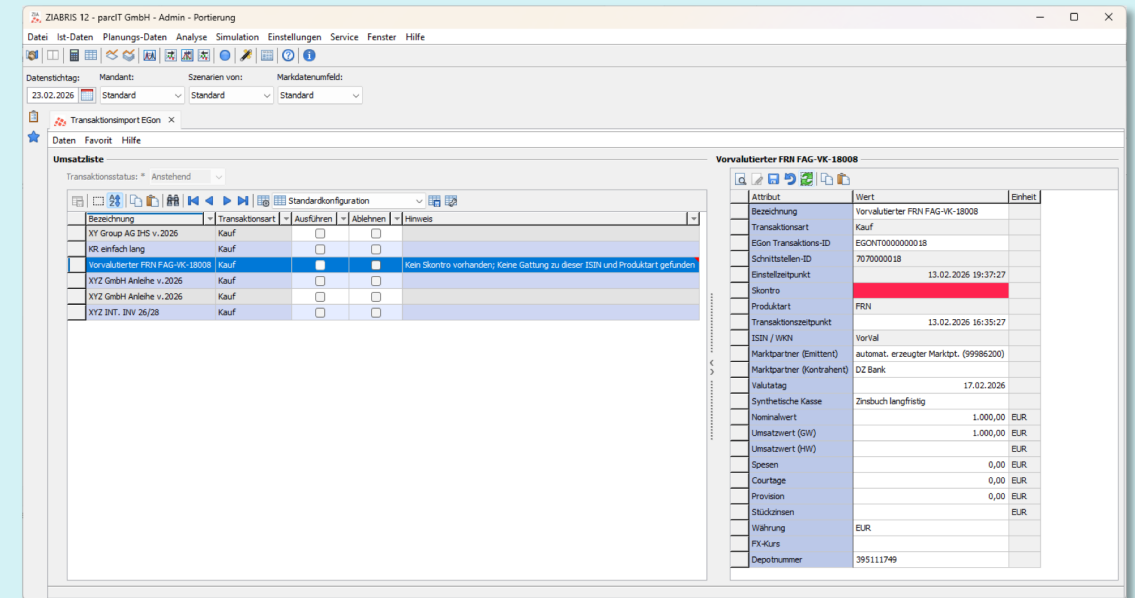 ZIABRIS 12 - parcIT GmbH - Admin - Portierung
Datei Ist-Daten Planungs-Daten Analyse Simulation Einstellungen Service Fenster Hilfe
Datenstichtag: Mandant: Szenarien von: Markdatenumfeld:
23.02.2026 Standard Standard Standard
Transaktionsimport EGon
Daten Favorit Hilfe
Umsatzliste
Transaktionsstatus: * Anstehend
Standardkonfiguration
Bezeichnung Transaktionsart Ausführen Ablehnen Hinweis
XY Group AG IHS v.2026 Kauf
KR einfach lang Kauf
Vorvalutierter FRN FAG-VK-18008 Kauf Kein Skontro vorhanden; Keine Gattung zu dieser ISIN und Produktart gefunden
XYZ GmbH Anleihe v.2026 Kauf
XYZ GmbH Anleihe v.2026 Kauf
XYZ INT. INV 26/28 Kauf
Vorvalutierter FRN FAG-VK-18008
Attribut Wert Einheit
Bezeichnung Vorvalutierter FRN FAG-VK-18008
Transaktionsart Kauf
EGon Transaktions-ID EGONT0000000018
Schnittstellen-ID 7070000018
Einstellzeitpunkt 13.02.2026 19:37:27
Skontro
Produktart FRN
Transaktionszeitpunkt 13.02.2026 16:35:27
ISIN / WKN VorVal
Marktpartner (Emittent) automat. erzeugter Marktpt. (99986200)
Marktpartner (Kontrahent) DZ Bank
Valutatag 17.02.2026
Synthetische Kasse Zinsbuch langfristig
Nominalwert 1.000,00 EUR
Umsatzwert (GW) 1.000,00 EUR
Umsatzwert (HW) EUR
Spesen 0,00 EUR
Courtage 0,00 EUR
Provision 0,00 EUR
Stückzinsen EUR
Währung EUR
FX-Kurs
Depotnummer 395111749